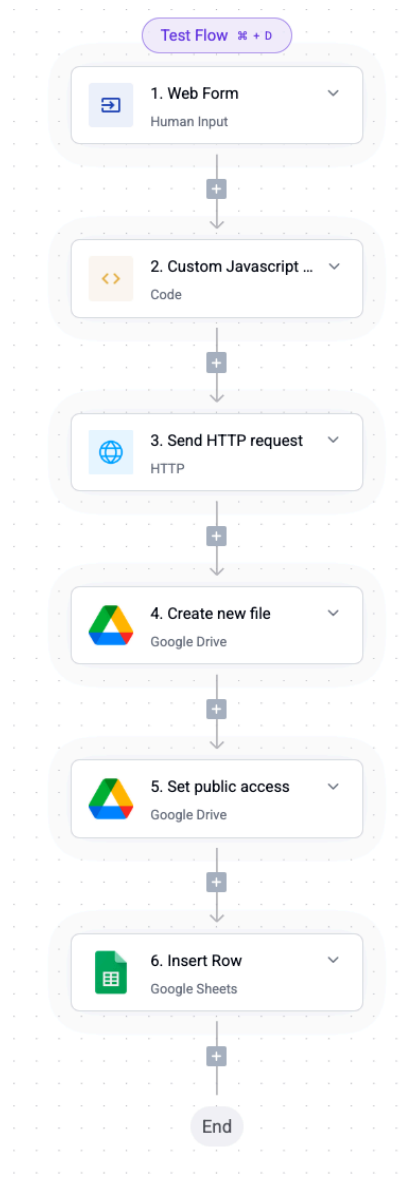 Test Flow ⌘ + D
1. Web Form
Human Input
2. Custom Javascript ...
Code
3. Send HTTP request
HTTP
4. Create new file
Google Drive
5. Set public access
Google Drive
6. Insert Row
Google Sheets
End